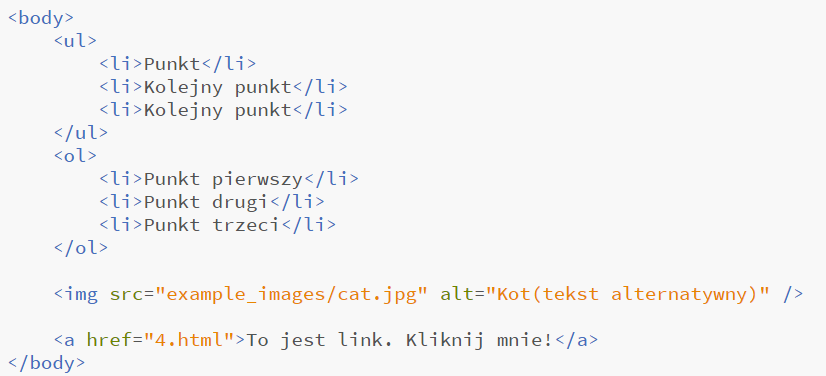 <body>
    <ul>
        <li>Punkt</li>
        <li>Kolejny punkt</li>
        <li>Kolejny punkt</li>
    </ul>
    <ol>
        <li>Punkt pierwszy</li>
        <li>Punkt drugi</li>
        <li>Punkt trzeci</li>
    </ol>

    <img src="example_images/cat.jpg" alt="Kot(tekst alternatywny)" />

    <a href="4.html">To jest link. Kliknij mnie!</a>
</body>